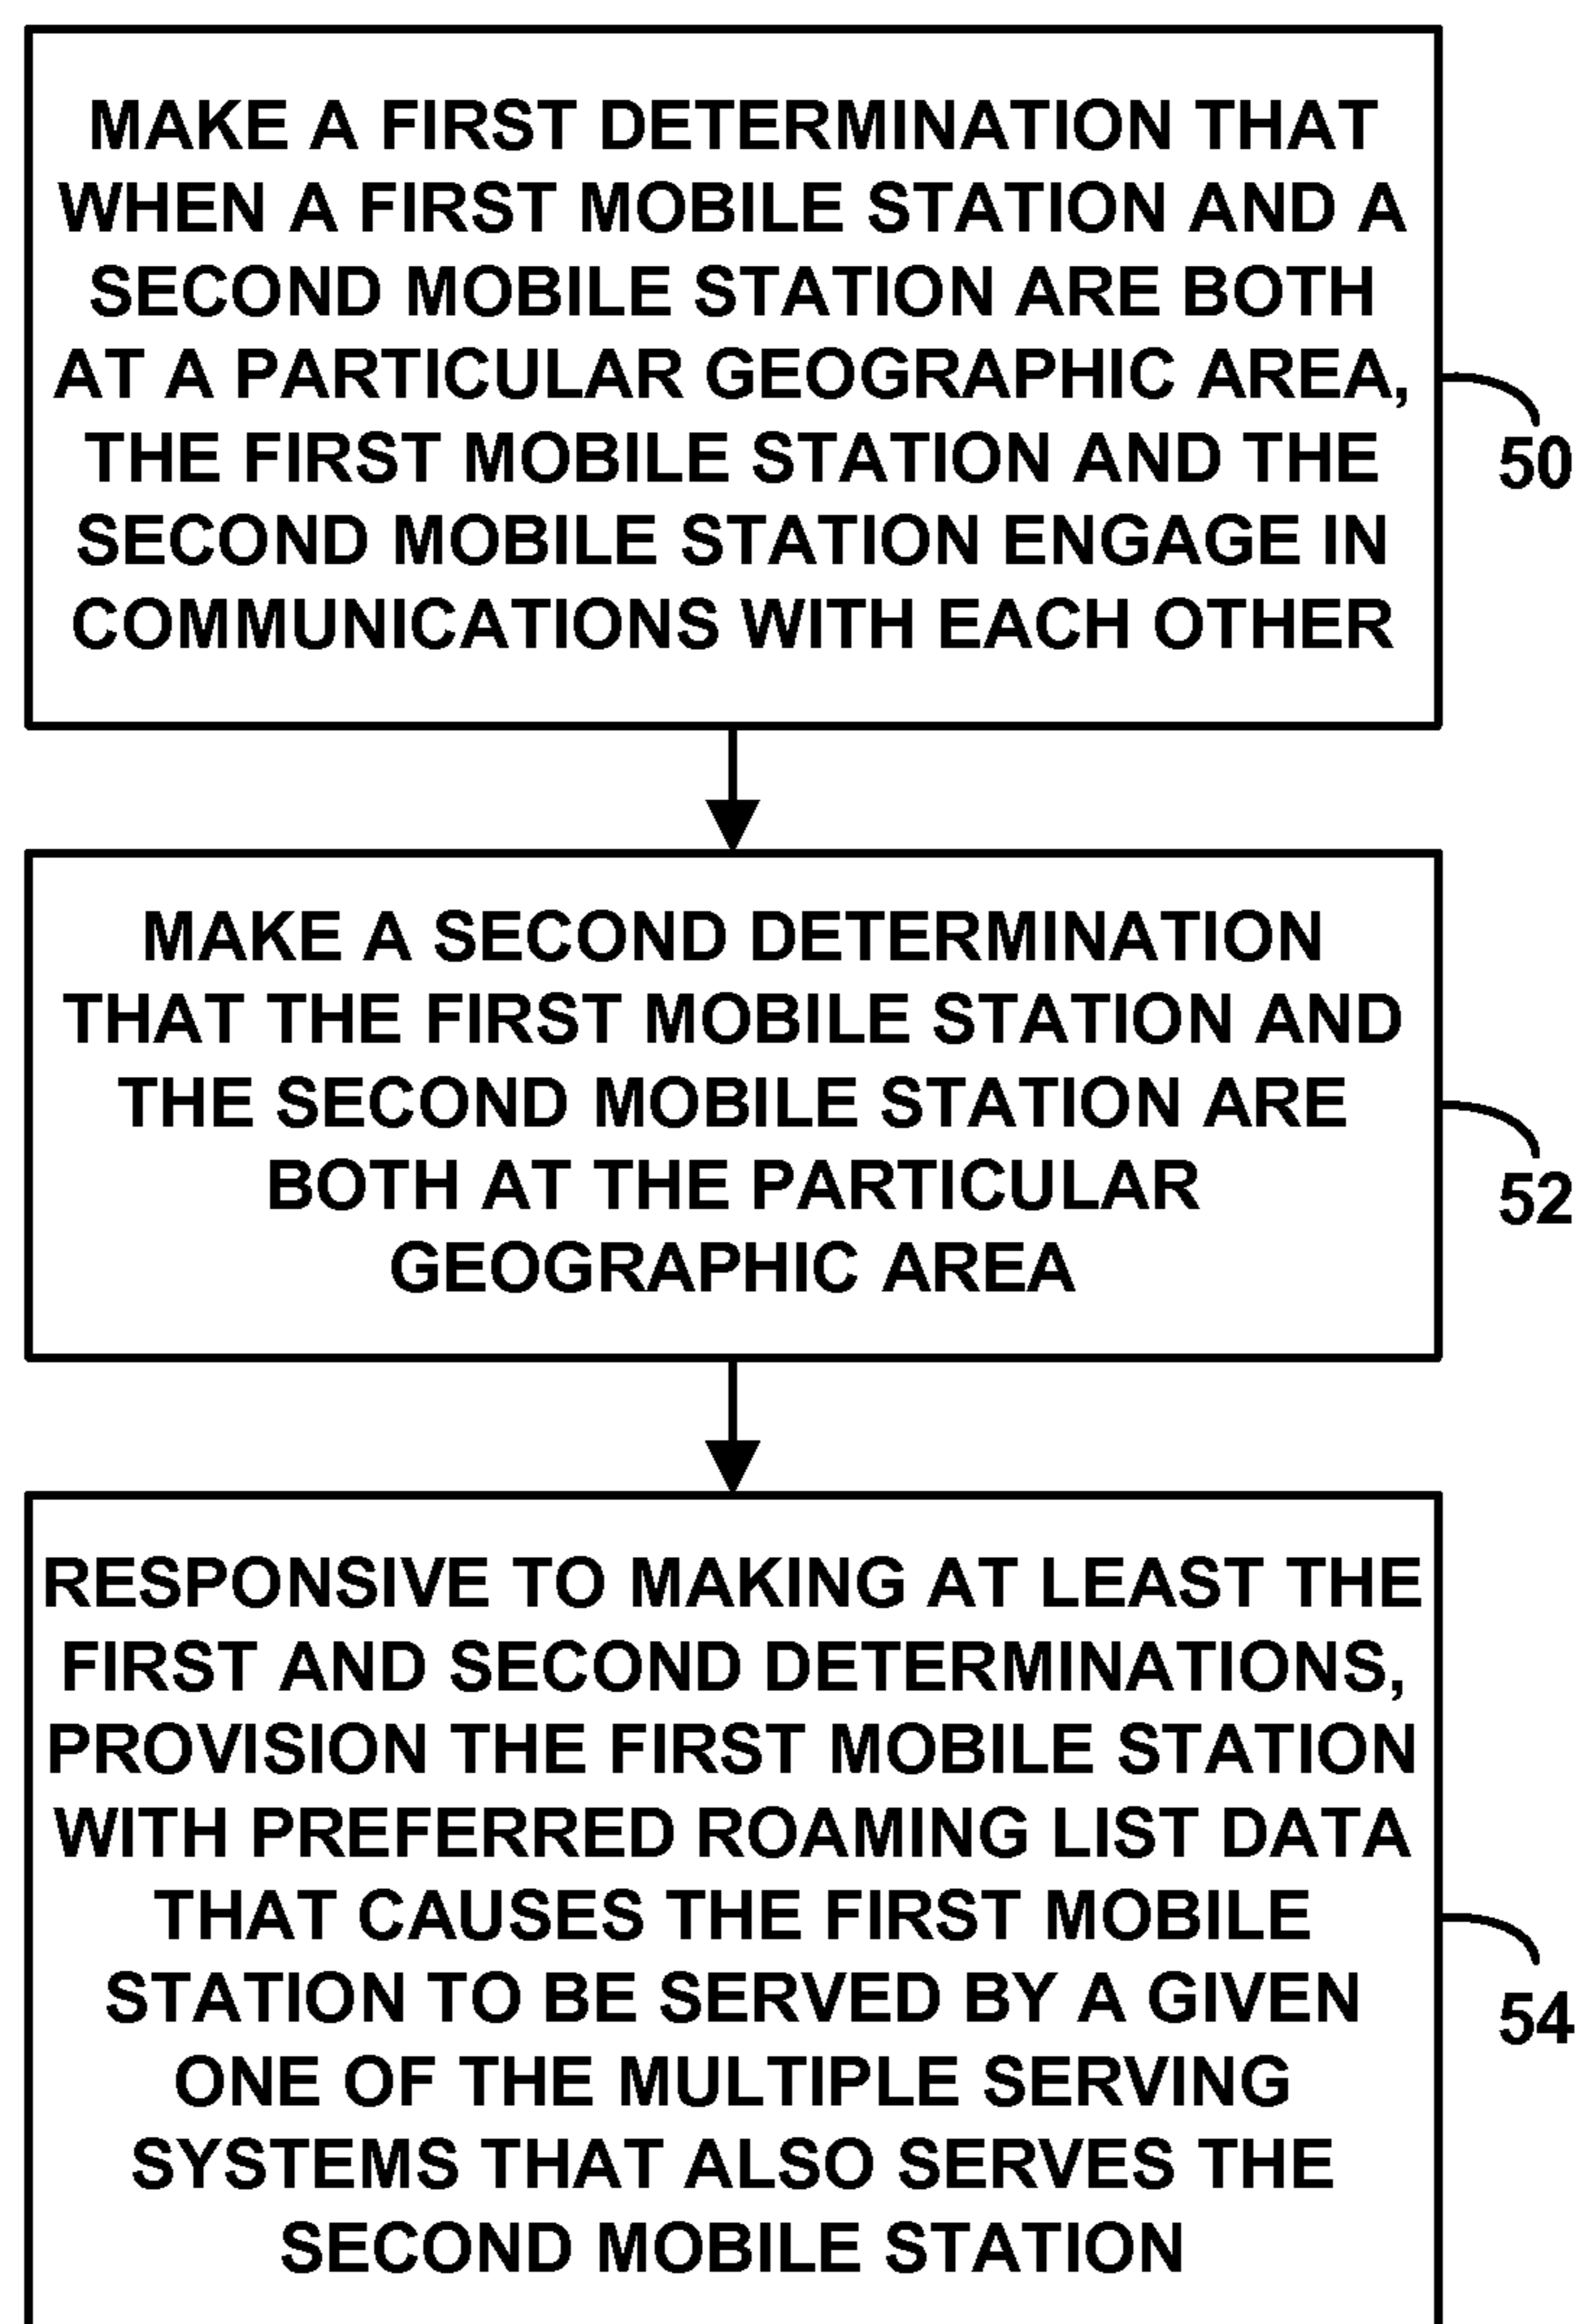 MAKE A FIRST DETERMINATION THAT
WHEN A FIRST MOBILE STATION AND A
SECOND MOBILE STATION ARE BOTH
AT A PARTICULAR GEOGRAPHIC AREA,
THE FIRST MOBILE STATION AND THE
SECOND MOBILE STATION ENGAGE IN
COMMUNICATIONS WITH EACH OTHER
50
MAKE A SECOND DETERMINATION
THAT THE FIRST MOBILE STATION AND
THE SECOND MOBILE STATION ARE
BOTH AT THE PARTICULAR
GEOGRAPHIC AREA
52
RESPONSIVE TO MAKING AT LEAST THE
FIRST AND SECOND DETERMINATIONS,
PROVISION THE FIRST MOBILE STATION
WITH PREFERRED ROAMING LIST DATA
THAT CAUSES THE FIRST MOBILE
STATION TO BE SERVED BY A GIVEN
ONE OF THE MULTIPLE SERVING
SYSTEMS THAT ALSO SERVES THE
SECOND MOBILE STATION
54